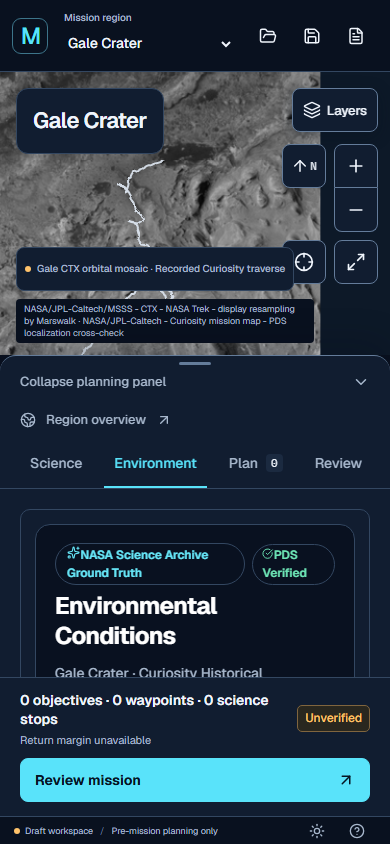 M
Mission region
Gale Crater
Gale Crater
Layers
N
Gale CTX orbital mosaic · Recorded Curiosity traverse
NASA/JPL-Caltech/MSSS - CTX - NASA Trek - display resampling
by Marswalk · NASA/JPL-Caltech - Curiosity mission map - PDS
localization cross-check
Collapse planning panel
Region overview
Science Environment Plan 0 Review
NASA Science Archive
Ground Truth
PDS
Verified
Environmental
Conditions
Gale Crater · Curiosity Historical
0 objectives · 0 waypoints · 0 science
stops
Unverified
Return margin unavailable
Review mission
Draft workspace / Pre-mission planning only